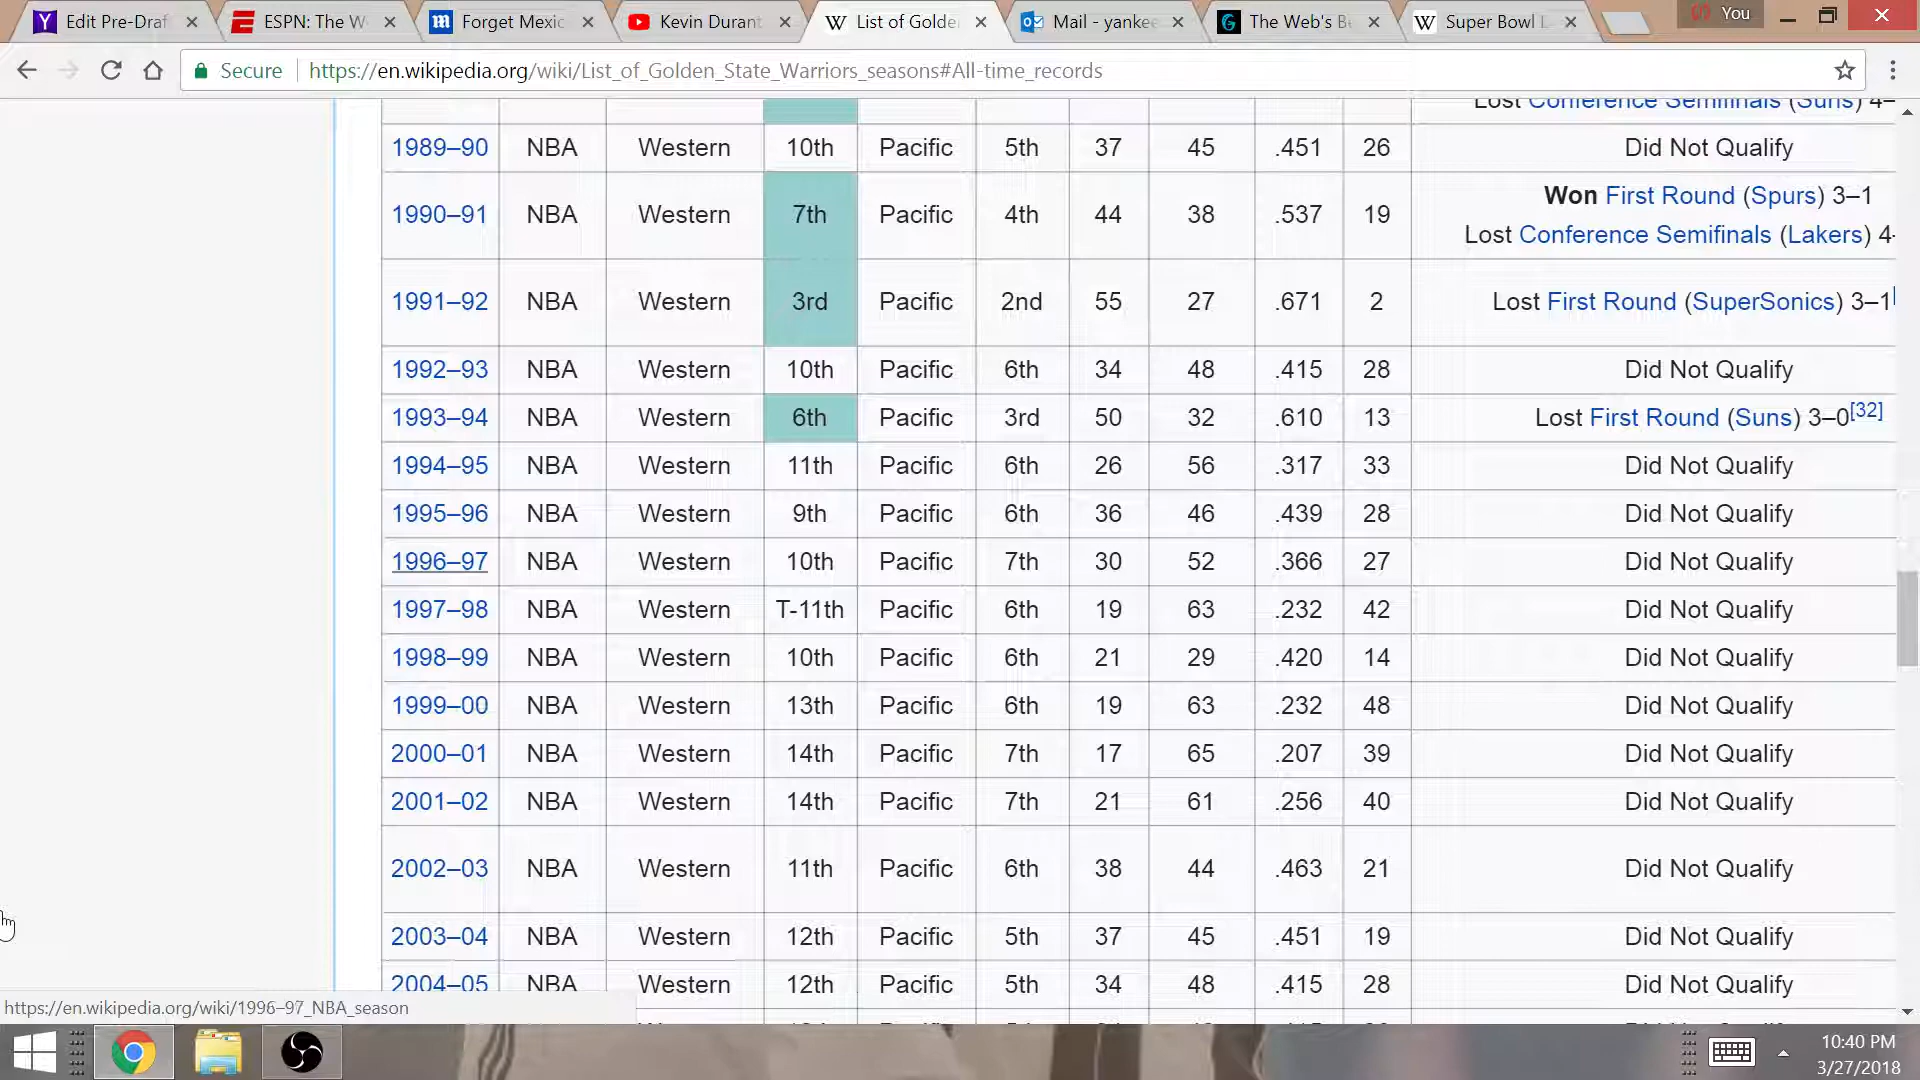 Edit Pre-Draf
ESPN: The W
Forget Mexic
Kevin Durant
List of Golde
Mail - yankee
The Web's B
Super Bowl L
You
Secure
https://en.wikipedia.org/wiki/List_of_Golden_State_Warriors_seasons#All-time_records
Lost Conference Semifinals (Suns) 4–
1989–90 NBA Western 10th Pacific 5th 37 45 .451 26 Did Not Qualify
1990–91 NBA Western 7th Pacific 4th 44 38 .537 19 Won First Round (Spurs) 3–1
Lost Conference Semifinals (Lakers) 4-
1991–92 NBA Western 3rd Pacific 2nd 55 27 .671 2 Lost First Round (SuperSonics) 3–1[
1992–93 NBA Western 10th Pacific 6th 34 48 .415 28 Did Not Qualify
1993–94 NBA Western 6th Pacific 3rd 50 32 .610 13 Lost First Round (Suns) 3–0[32]
1994–95 NBA Western 11th Pacific 6th 26 56 .317 33 Did Not Qualify
1995–96 NBA Western 9th Pacific 6th 36 46 .439 28 Did Not Qualify
1996–97 NBA Western 10th Pacific 7th 30 52 .366 27 Did Not Qualify
1997–98 NBA Western T-11th Pacific 6th 19 63 .232 42 Did Not Qualify
1998–99 NBA Western 10th Pacific 6th 21 29 .420 14 Did Not Qualify
1999–00 NBA Western 13th Pacific 6th 19 63 .232 48 Did Not Qualify
2000–01 NBA Western 14th Pacific 7th 17 65 .207 39 Did Not Qualify
2001–02 NBA Western 14th Pacific 7th 21 61 .256 40 Did Not Qualify
2002–03 NBA Western 11th Pacific 6th 38 44 .463 21 Did Not Qualify
2003–04 NBA Western 12th Pacific 5th 37 45 .451 19 Did Not Qualify
2004–05 NBA Western 12th Pacific 5th 34 48 .415 28 Did Not Qualify
https://en.wikipedia.org/wiki/1996–97_NBA_season
10:40 PM
3/27/2018